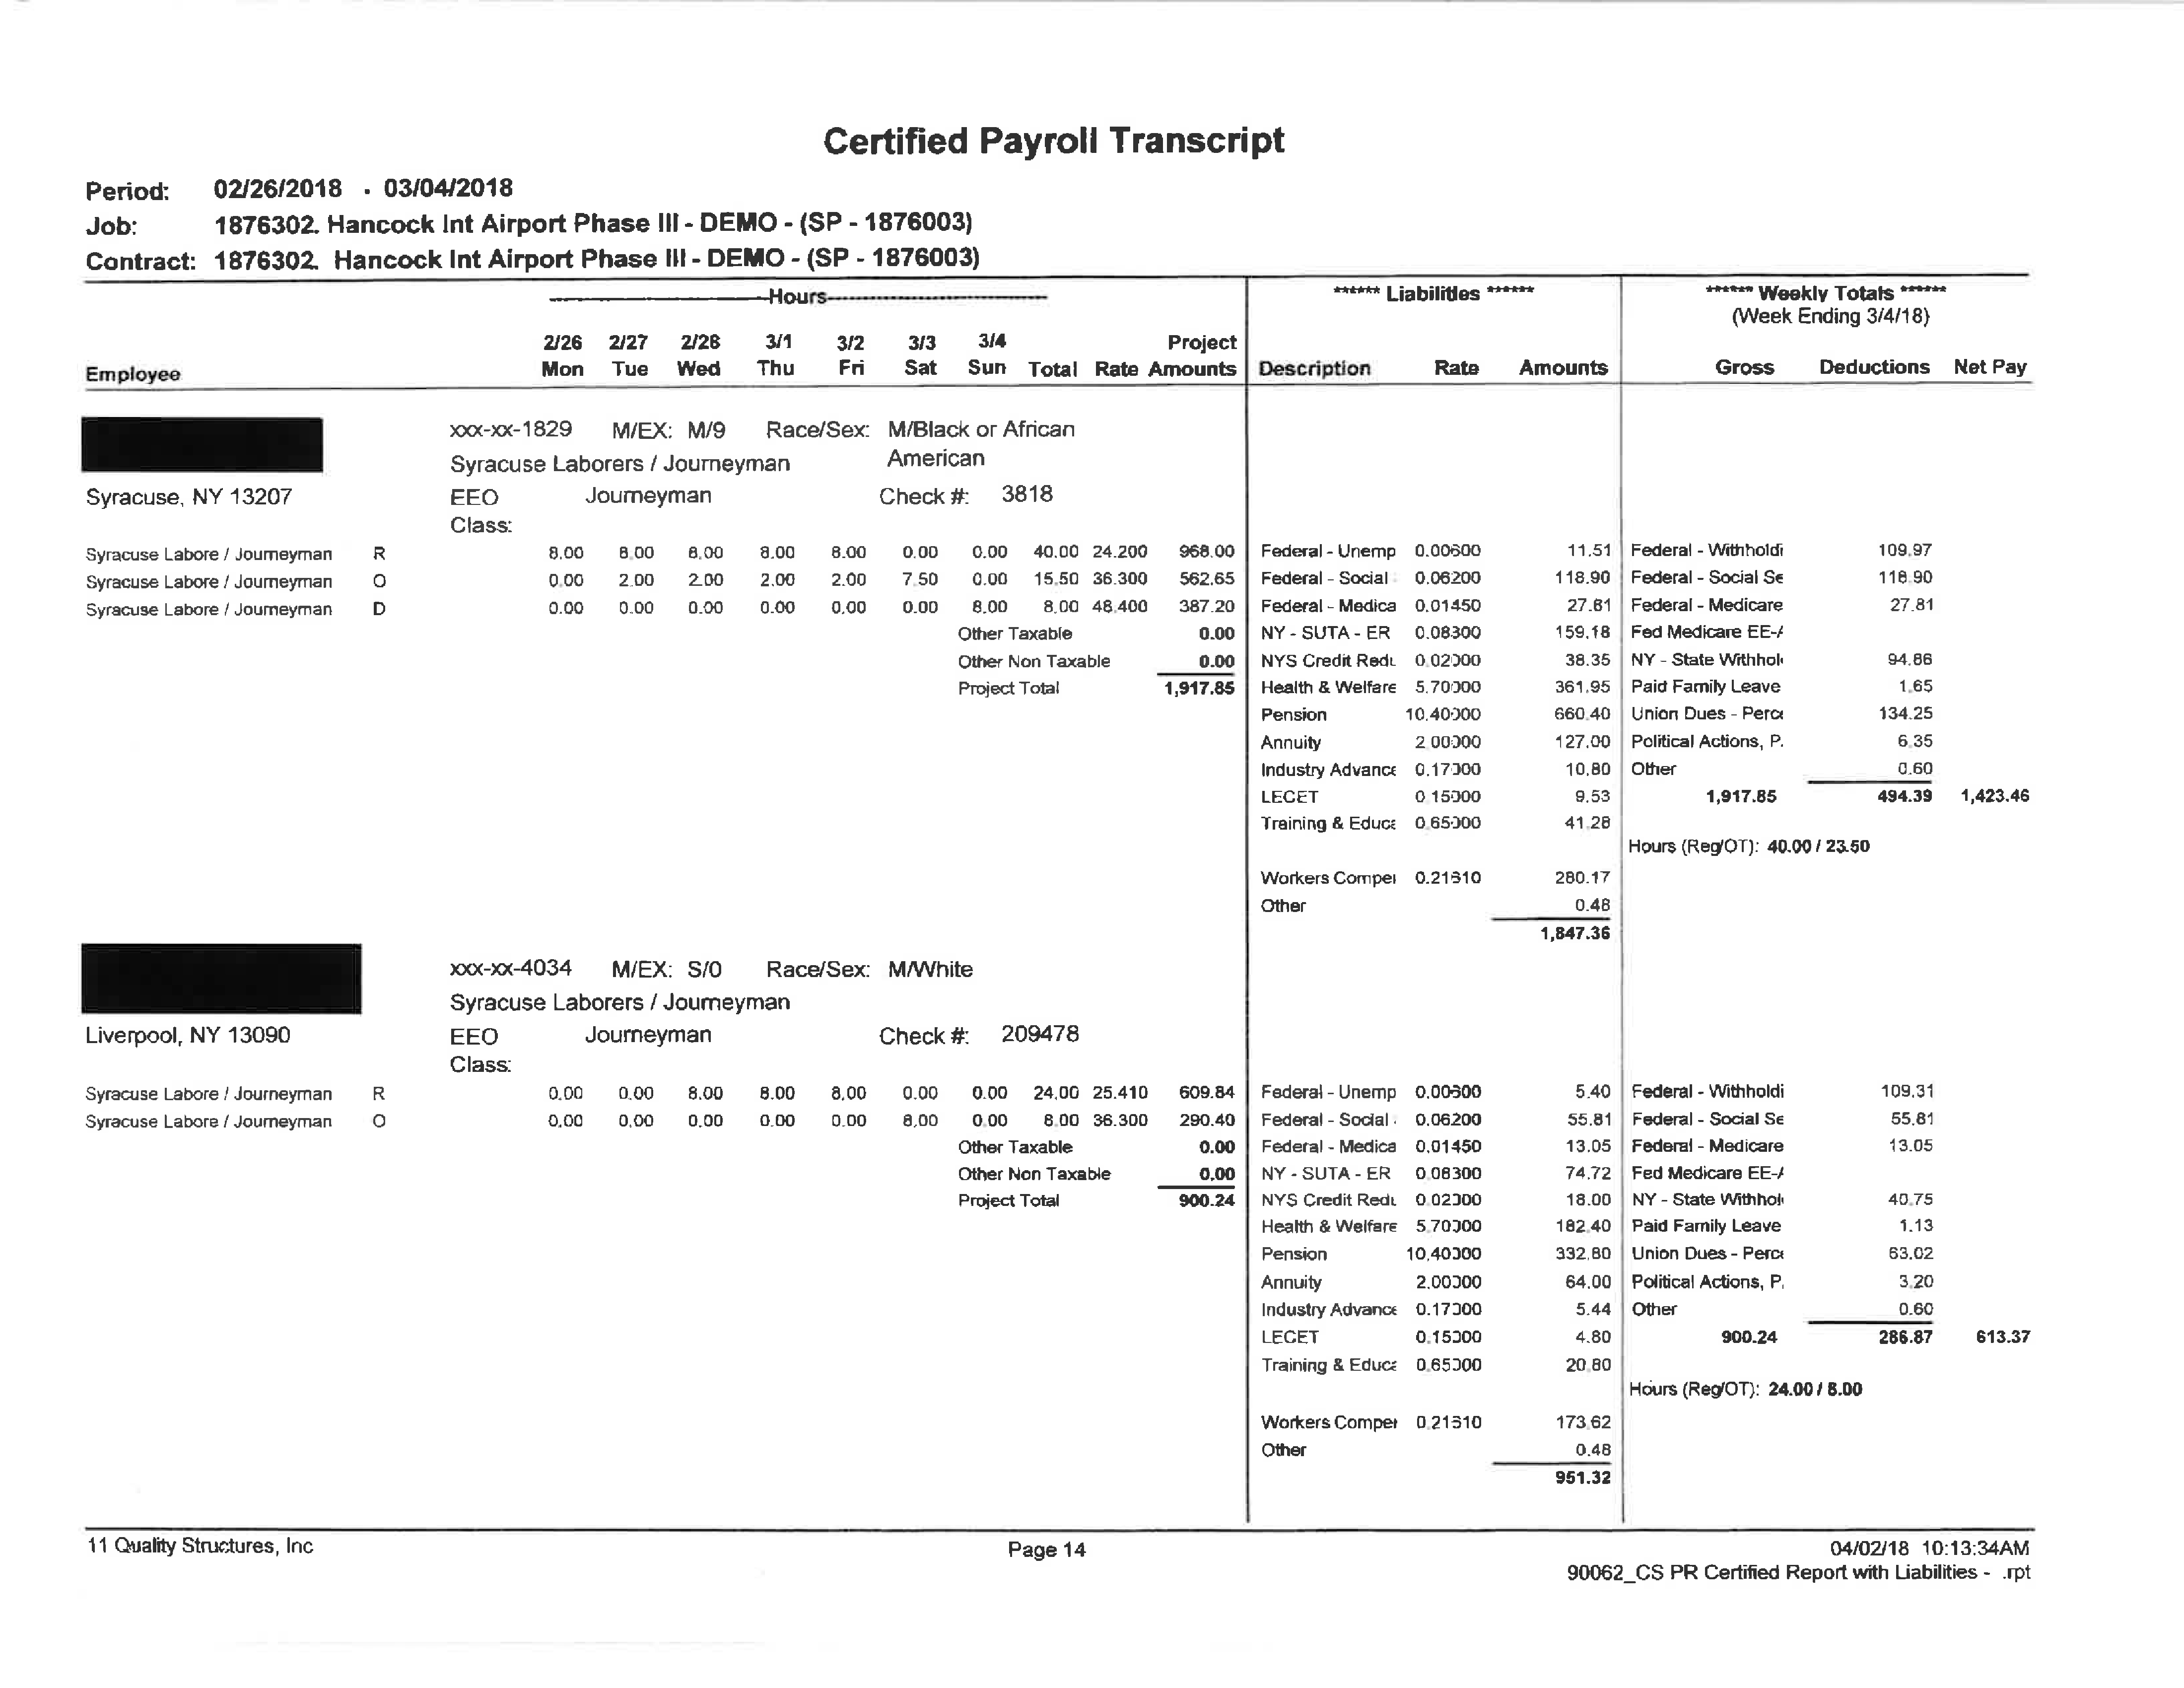 Certified Payroll Transcript
Period: 02/26/2018 - 03/04/2018
Job: 1876302. Hancock Int Airport Phase III - DEMO - (SP - 1876003)
Contract: 1876302. Hancock Int Airport Phase III - DEMO - (SP - 1876003)
Hours ****** Liabilities ****** ****** Weekly Totals ******
(Week Ending 3/4/18)
2/26 2/27 2/28 3/1 3/2 3/3 3/4 Project
Employee Mon Tue Wed Thu Fri Sat Sun Total Rate Amounts Description Rate Amounts Gross Deductions Net Pay
xxx-xx-1829 M/EX: M/9 Race/Sex: M/Black or African
Syracuse Laborers / Journeyman American
Syracuse, NY 13207 EEO Journeyman Check #: 3818
Class:
Syracuse Labore / Journeyman R 8.00 8.00 8.00 8.00 8.00 0.00 0.00 40.00 24.200 968.00 Federal - Unemp 0.00600 11.51 Federal - Withholdi 109.97
Syracuse Labore / Journeyman O 0.00 2.00 2.00 2.00 2.00 7.50 0.00 15.50 36.300 562.65 Federal - Social 0.06200 118.90 Federal - Social Se 118.90
Syracuse Labore / Journeyman D 0.00 0.00 0.00 0.00 0.00 0.00 8.00 8.00 48.400 387.20 Federal - Medica 0.01450 27.81 Federal - Medicare 27.81
Other Taxable 0.00 NY - SUTA - ER 0.08300 159.18 Fed Medicare EE-A
Other Non Taxable 0.00 NYS Credit Redu 0.02000 38.35 NY - State Withhol 94.86
Project Total 1,917.85 Health & Welfare 5.70000 361.95 Paid Family Leave 1.65
Pension 10.40000 660.40 Union Dues - Perce 134.25
Annuity 2.00000 127.00 Political Actions, P. 6.35
Industry Advance 0.17000 10.80 Other 0.60
LECET 0.15000 9.53 1,917.85 494.39 1,423.46
Training & Educa 0.65000 41.28
Hours (Reg/OT): 40.00 / 23.50
Workers Compe 0.21610 280.17
Other 0.48
1,847.36
xxx-xx-4034 M/EX: S/0 Race/Sex: M/White
Syracuse Laborers / Journeyman
Liverpool, NY 13090 EEO Journeyman Check #: 209478
Class:
Syracuse Labore / Journeyman R 0.00 0.00 8.00 8.00 8.00 0.00 0.00 24.00 25.410 609.84 Federal - Unemp 0.00600 5.40 Federal - Withholdi 109.31
Syracuse Labore / Journeyman O 0.00 0.00 0.00 0.00 0.00 8.00 0.00 8.00 36.300 290.40 Federal - Social 0.06200 55.81 Federal - Social Se 55.81
Other Taxable 0.00 Federal - Medica 0.01450 13.05 Federal - Medicare 13.05
Other Non Taxable 0.00 NY - SUTA - ER 0.08300 74.72 Fed Medicare EE-A
Project Total 900.24 NYS Credit Redu 0.02000 18.00 NY - State Withhol 40.75
Health & Welfare 5.70000 182.40 Paid Family Leave 1.13
Pension 10.40000 332.80 Union Dues - Perce 63.02
Annuity 2.00000 64.00 Political Actions, P. 3.20
Industry Advance 0.17000 5.44 Other 0.60
LECET 0.15000 4.80 900.24 286.87 613.37
Training & Educa 0.65000 20.80
Hours (Reg/OT): 24.00 / 8.00
Workers Compe 0.21610 173.62
Other 0.48
951.32
11 Quality Structures, Inc Page 14 04/02/18 10:13:34AM
90062_CS PR Certified Report with Liabilities - .rpt